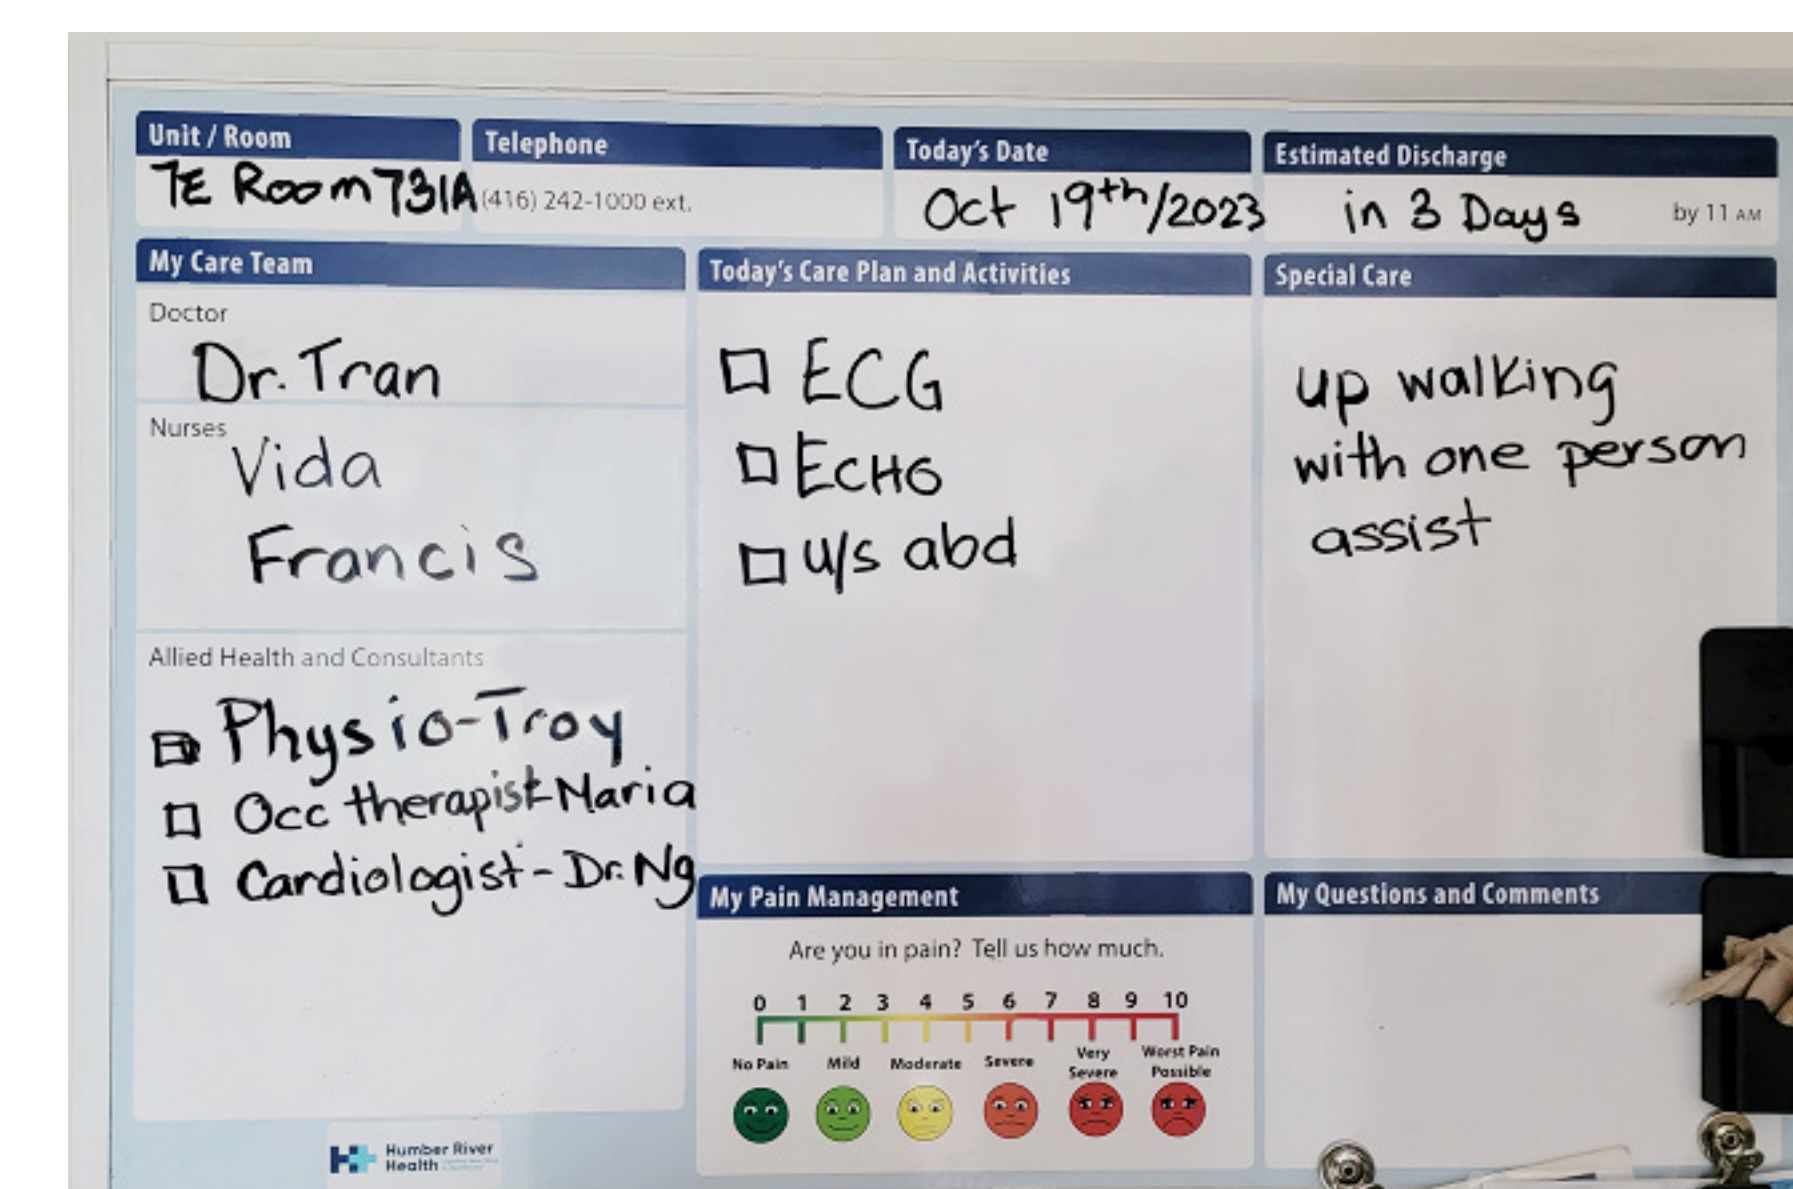 Unit / Room
7E Room 731A
Telephone
(416) 242-1000 ext.
Today's Date
Oct 19th/2023
Estimated Discharge
in 3 Days
by 11 AM
My Care Team
Doctor
Dr. Tran
Nurses
Vida
Francis
Allied Health and Consultants
Physio-Troy
Occ therapist-Maria
Cardiologist-Dr. Ng
Today's Care Plan and Activities
ECG
ECHO
u/s abd
Special Care
up walking
with one person
assist
My Pain Management
Are you in pain? Tell us how much.
0 1 2 3 4 5 6 7 8 9 10
No Pain
Mild
Moderate
Severe
Very
Severe
Worst Pain
Possible
My Questions and Comments
Humber River
Health